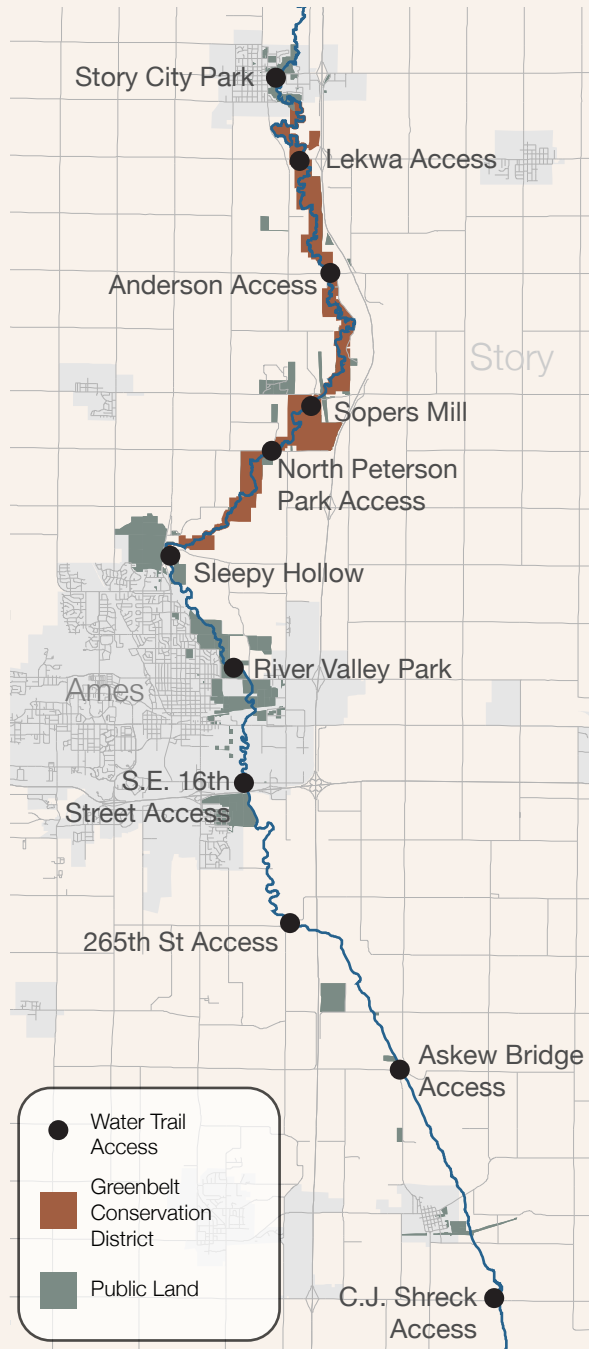 Story City Park
Lekwa Access
Anderson Access
Story
Sopers Mill
North Peterson
Park Access
Sleepy Hollow
River Valley Park
Ames
S.E. 16th
Street Access
265th St Access
Askew Bridge
Access
Water Trail
Access
Greenbelt
Conservation
District
Public Land
C.J. Shreck
Access